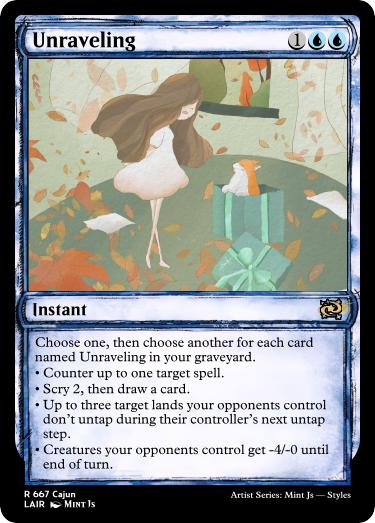 Unraveling 1
Instant
Choose one, then choose another for each card
named Unraveling in your graveyard.
• Counter up to one target spell.
• Scry 2, then draw a card.
• Up to three target lands your opponents control
don't untap during their controller's next untap
step.
• Creatures your opponents control get -4/-0 until
end of turn.
R 667 Cajun
LAIR Mint Js
Artist Series: Mint Js — Styles